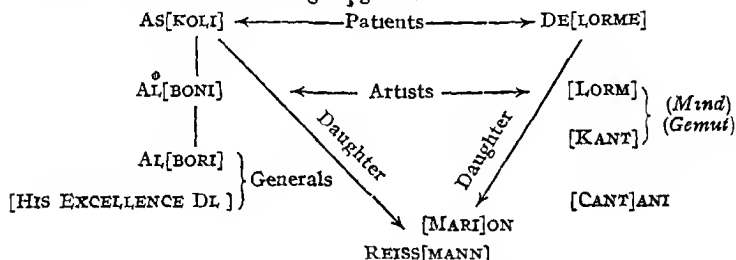 As[KOLI] Patients DE[LORME]
AL[BONI] Artists [LORM]
(Mind)
(Gemut)
[KANT]
Daughter Daughter
AL[BORI]
Generals
[HIS EXCELLENCE DL ] [CANT]ANI
[MARI]ON
REISS[MANN]